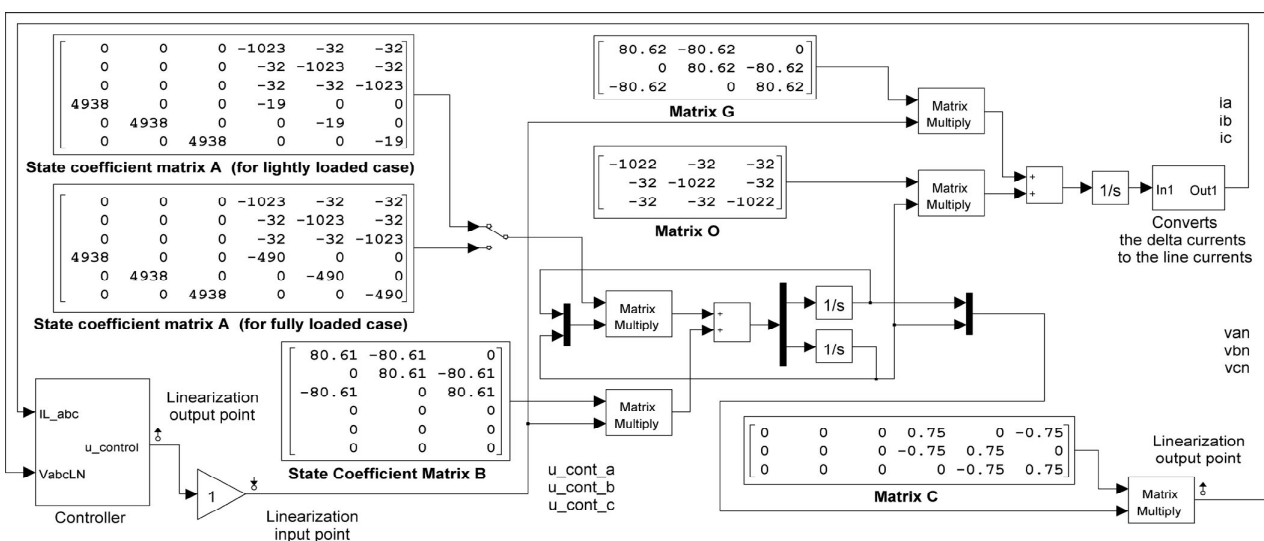 0 0 0 -1023 -32 -32
0 0 0 -32 -1023 -32
0 0 0 -32 -32 -1023
4938 0 0 -19 0 0
0 4938 0 0 -19 0
0 0 4938 0 0 -19
State coefficient matrix A (for lightly loaded case)
0 0 0 -1023 -32 -32
0 0 0 -32 -1023 -32
0 0 0 -32 -32 -1023
4938 0 0 -490 0 0
0 4938 0 0 -490 0
0 0 4938 0 0 -490
State coefficient matrix A (for fully loaded case)
80.62 -80.62 0
0 80.62 -80.62
-80.62 0 80.62
Matrix G
Matrix
Multiply
-1022 -32 -32
-32 -1022 -32
-32 -32 -1022
Matrix O
Matrix
Multiply
+
+
1/s
In1 Out1
Converts
the delta currents
to the line currents
ia
ib
ic
Matrix
Multiply
+
+
1/s
1/s
80.61 -80.61 0
0 80.61 -80.61
-80.61 0 80.61
0 0 0
0 0 0
0 0 0
State Coefficient Matrix B
Matrix
Multiply
van
vbn
vcn
IL_abc
u_control
VabcLN
Controller
Linearization
output point
1
Linearization
input point
u_cont_a
u_cont_b
u_cont_c
0 0 0 0.75 0 -0.75
0 0 0 -0.75 0.75 0
0 0 0 0 -0.75 0.75
Matrix C
Matrix
Multiply
Linearization
output point